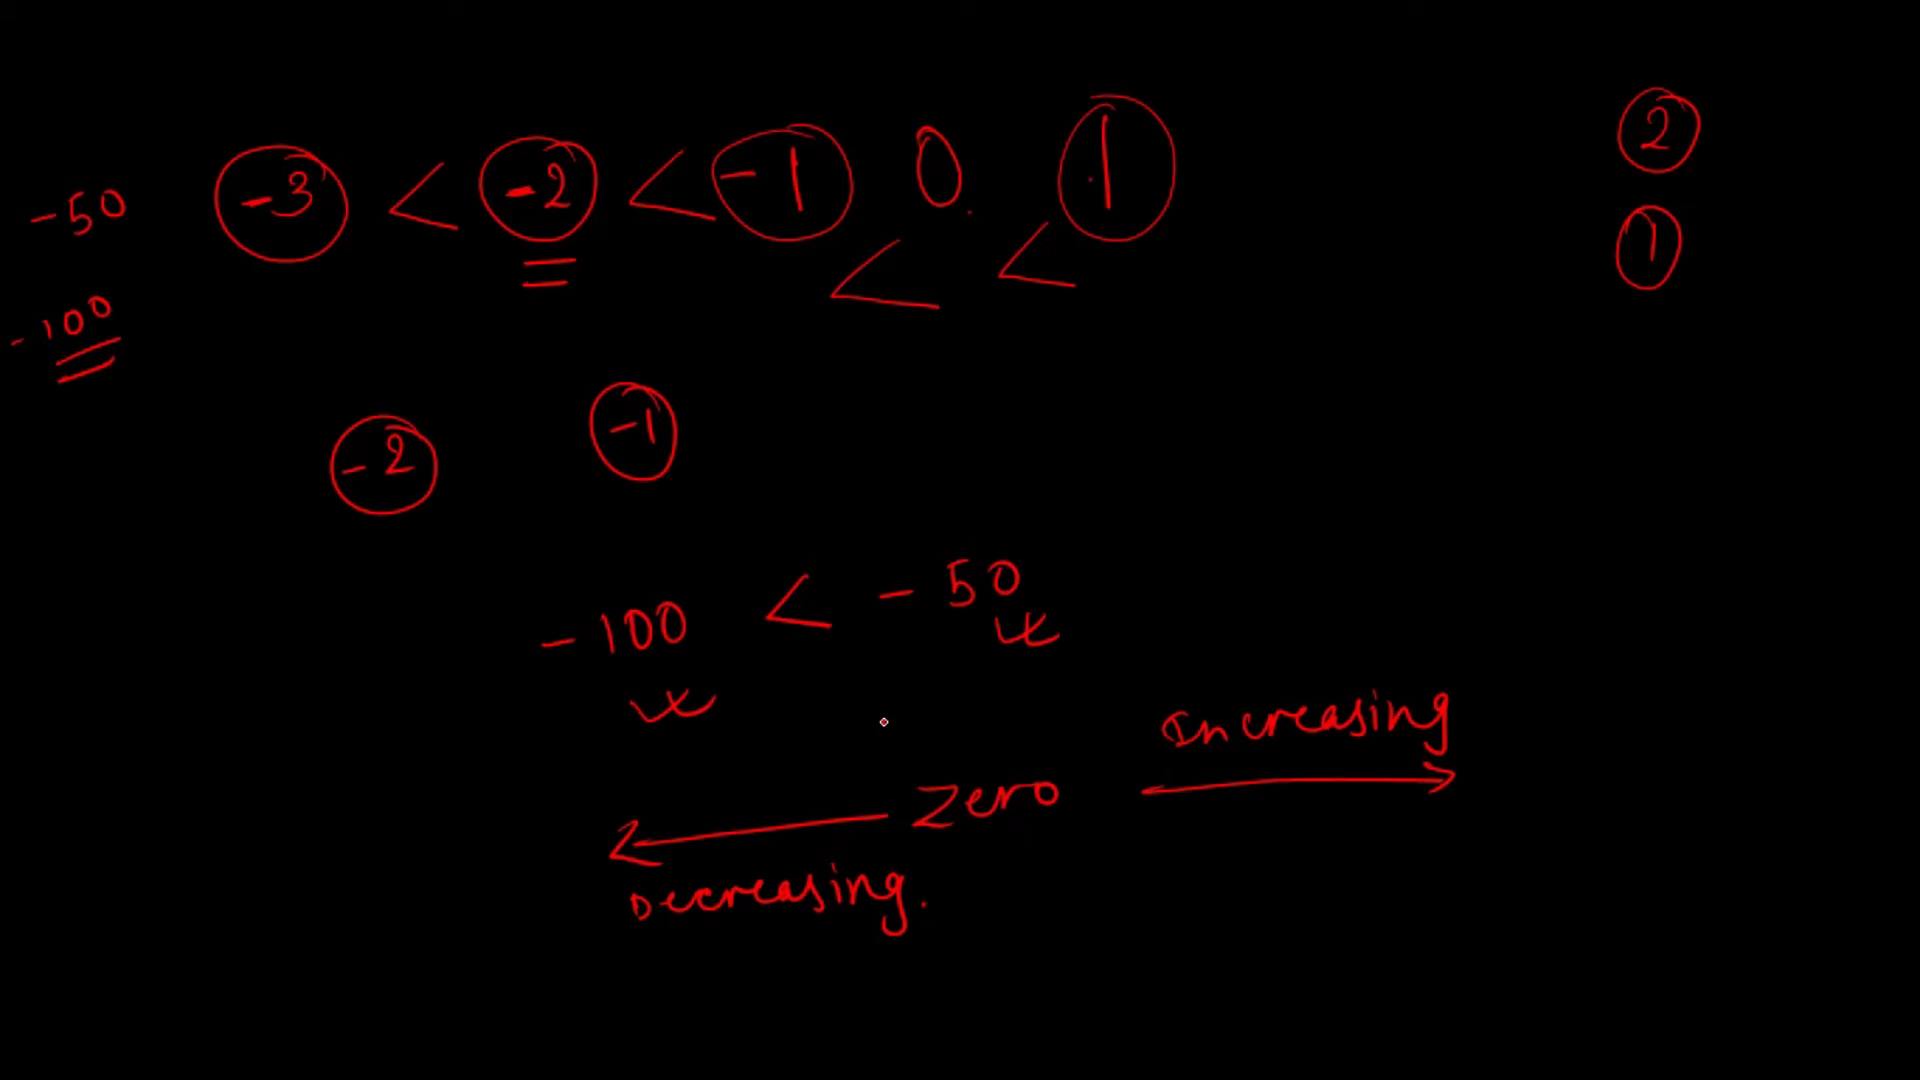 -50 -3 < -2 < -1 0 1 2
< < 1
-100
-2 -1
-100 < -50
Increasing
Zero
Decreasing.